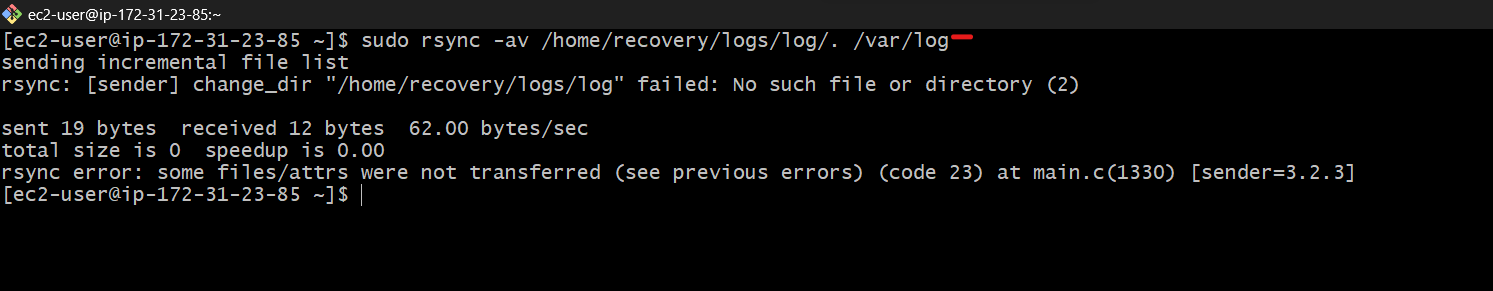 ec2-user@ip-172-31-23-85:~
[ec2-user@ip-172-31-23-85 ~]$ sudo rsync -av /home/recovery/logs/log/. /var/log
sending incremental file list
rsync: [sender] change_dir "/home/recovery/logs/log" failed: No such file or directory (2)
sent 19 bytes  received 12 bytes  62.00 bytes/sec
total size is 0  speedup is 0.00
rsync error: some files/attrs were not transferred (see previous errors) (code 23) at main.c(1330) [sender=3.2.3]
[ec2-user@ip-172-31-23-85 ~]$